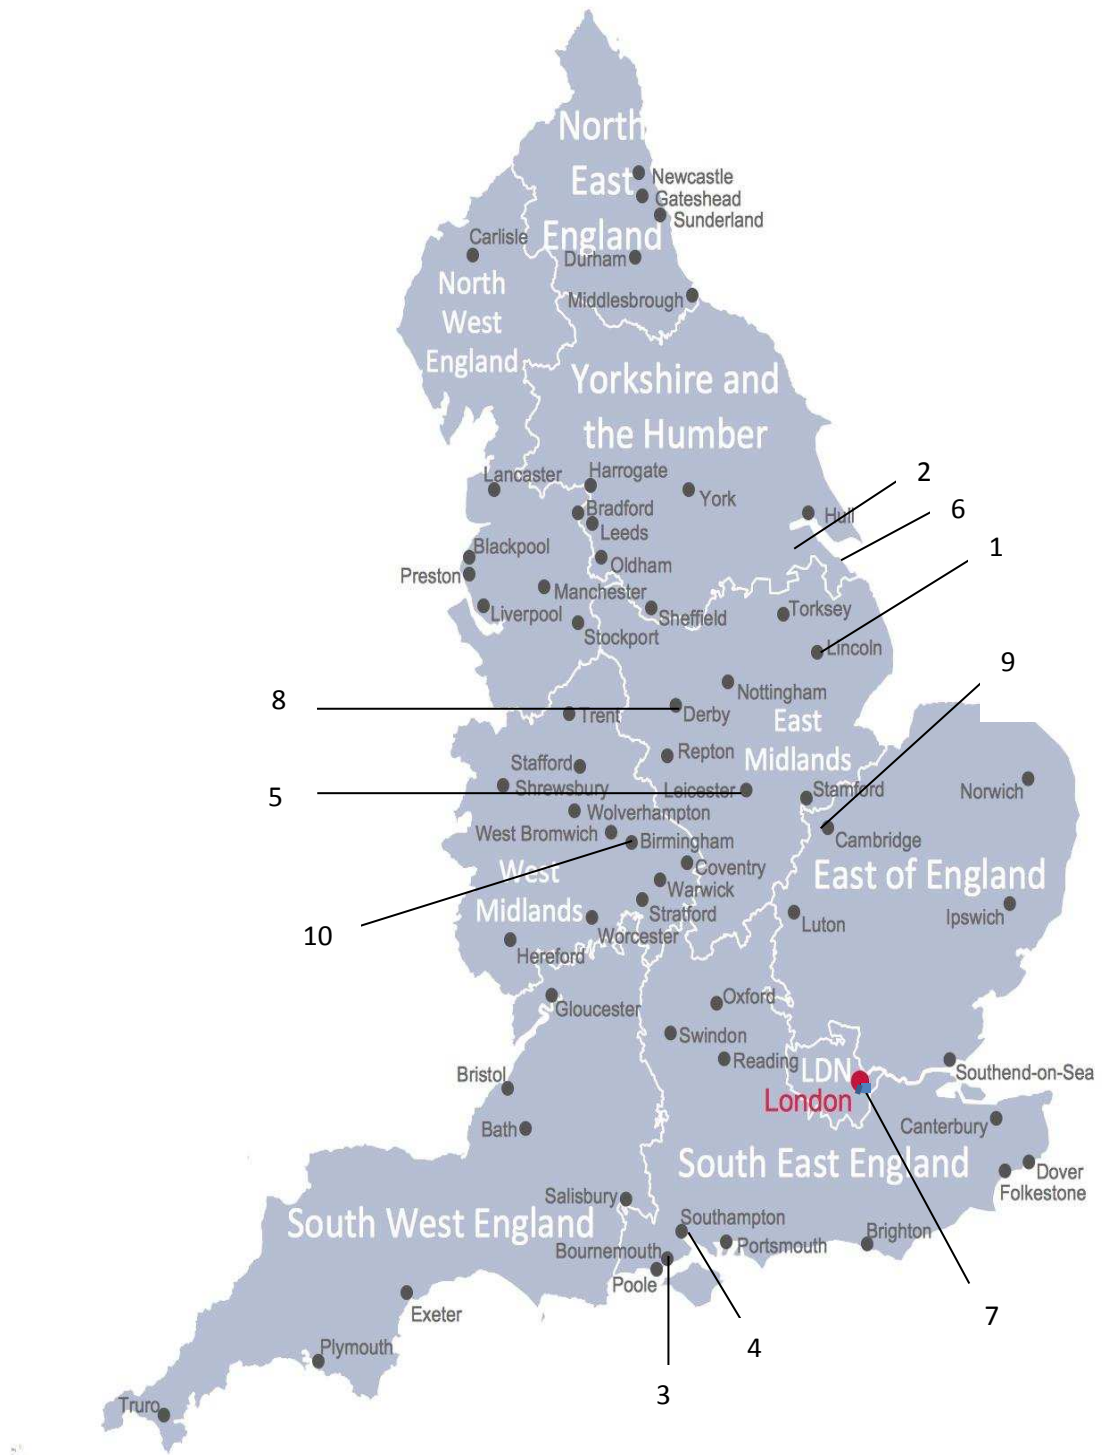 North
East
England
Newcastle
Gateshead
Sunderland
Carlisle
Durham
North
West
England
Middlesbrough
Yorkshire and
the Humber
Lancaster
Harrogate
York
2
Bradford
Hull
6
Leeds
Blackpool
Oldham
1
Preston
Manchester
Liverpool
Sheffield
Torksey
Stockport
Lincoln
9
Nottingham
8
Trent
Derby
East
Midlands
Repton
Stafford
5
Shrewsbury
Leicester
Stamford
Norwich
Wolverhampton
West Bromwich
Birmingham
Cambridge
Coventry
West
Midlands
Warwick
East of England
Stratford
Luton
Ipswich
10
Worcester
Hereford
Gloucester
Oxford
Swindon
Reading
LDN
London
Southend-on-Sea
Bristol
Bath
Canterbury
South East England
Dover
Folkestone
Salisbury
South West England
Southampton
Portsmouth
Brighton
Bournemouth
Poole
Exeter
7
4
Plymouth
3
Truro